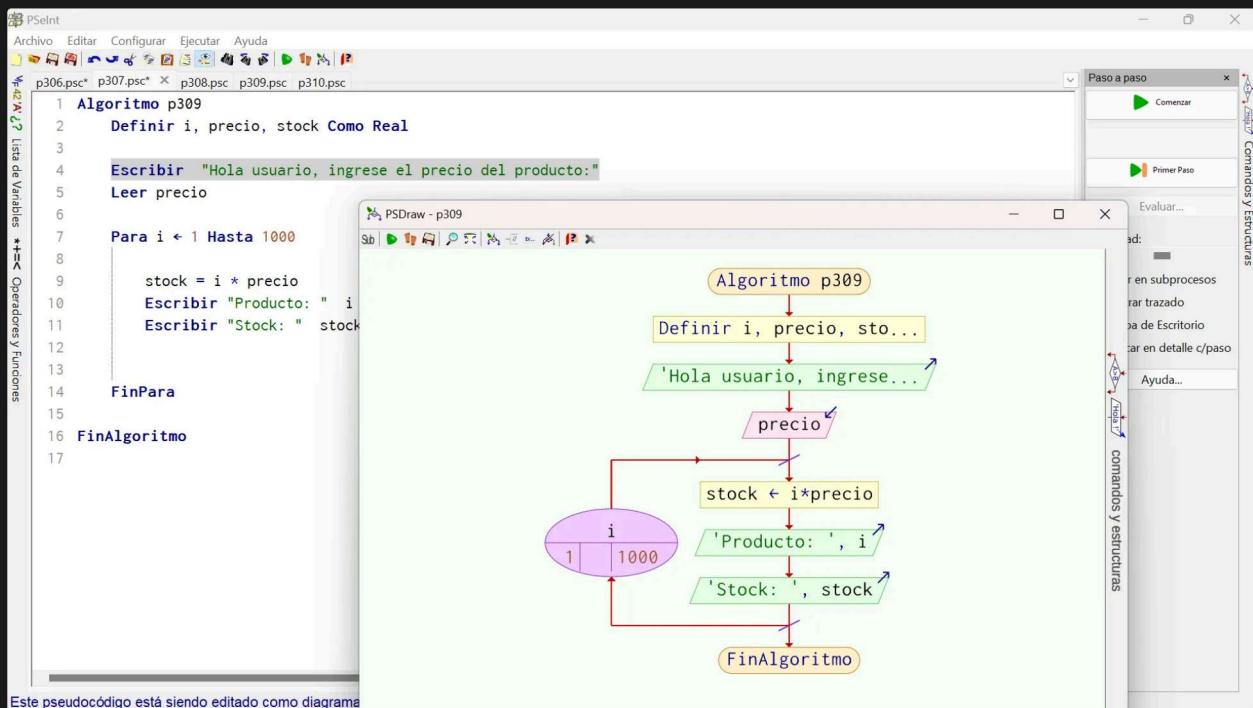 PSeInt
Archivo Editar Configurar Ejecutar Ayuda
p306.psc* p307.psc* p308.psc p309.psc p310.psc
1 Algoritmo p309
2 Definir i, precio, stock Como Real
3
4 Escribir "Hola usuario, ingrese el precio del producto:"
5 Leer precio
6
7 Para i ← 1 Hasta 1000
8
9 stock = i * precio
10 Escribir "Producto: " i
11 Escribir "Stock: " stock
12
13
14 FinPara
15
16 FinAlgoritmo
17
Lista de Variables
*+=< Operadores y Funciones
Este pseudocódigo está siendo editado como diagrama
PSDraw - p309
Sub
Algoritmo p309
Definir i, precio, sto...
'Hola usuario, ingrese...
precio
i
1 1000
stock ← i*precio
'Producto: ', i
'Stock: ', stock
FinAlgoritmo
comandos y estructuras
Paso a paso
Comenzar
Primer Paso
Evaluar...
ad:
r en subprocesos
rar trazado
ba de Escritorio
car en detalle c/paso
Ayuda...
Comandos y Estructuras